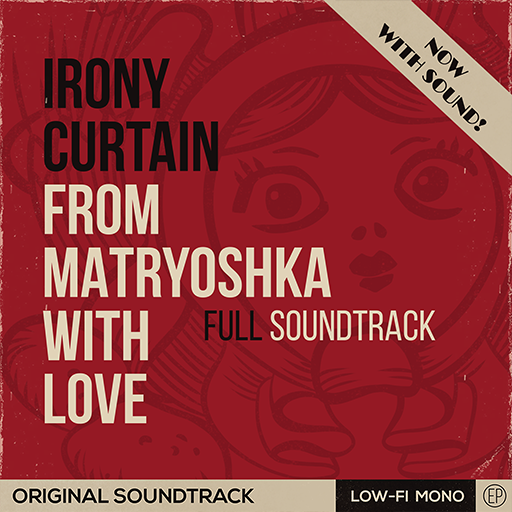 NOW
WITH SOUND!
IRONY
CURTAIN
FROM
MATRYOSHKA
WITH
FULL SOUNDTRACK
LOVE
ORIGINAL SOUNDTRACK
LOW-FI MONO
EP